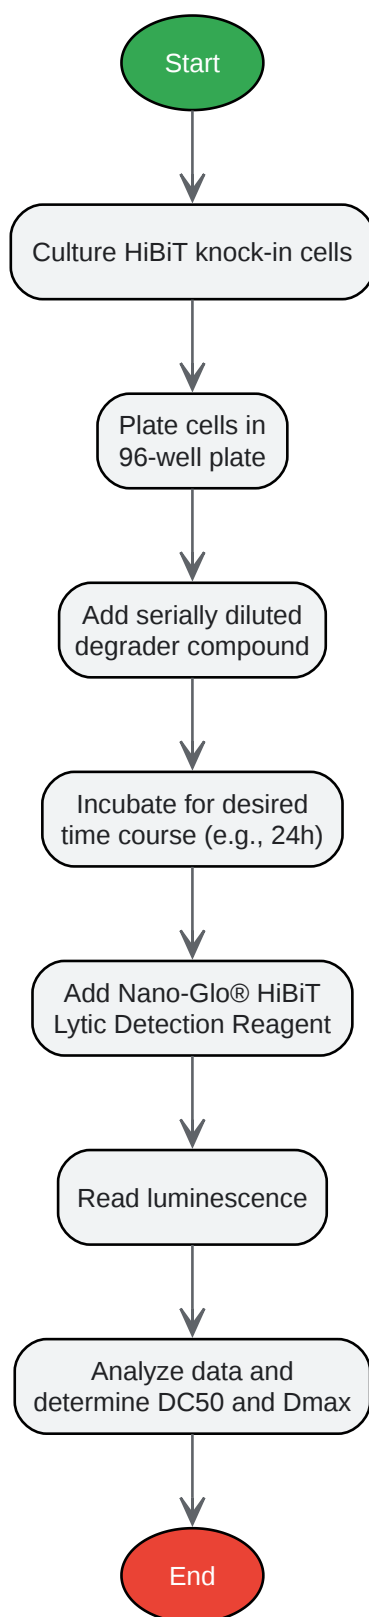 Start
Culture HiBiT knock-in cells
Plate cells in
96-well plate
Add serially diluted
degrader compound
Incubate for desired
time course (e.g., 24h)
Add Nano-Glo® HiBiT
Lytic Detection Reagent
Read luminescence
Analyze data and
determine DC50 and Dmax
End